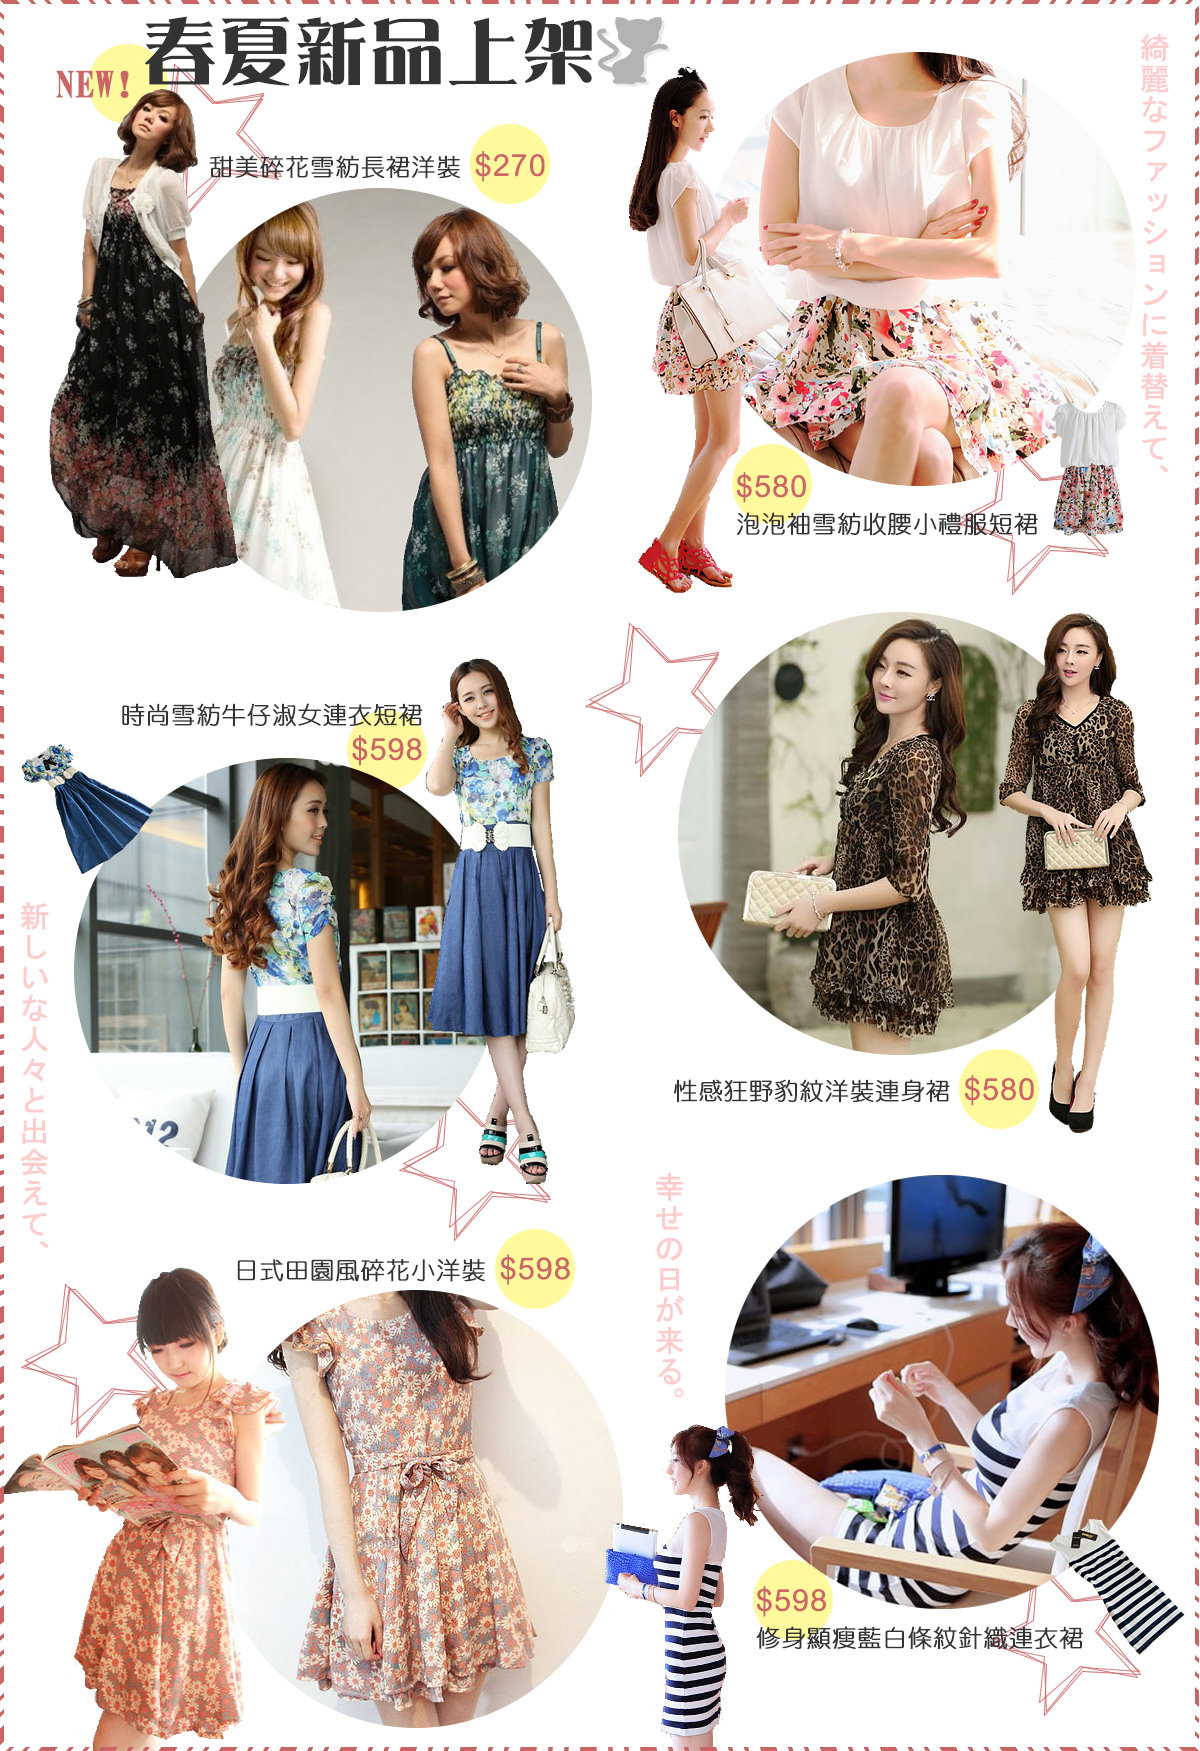 春夏新品上架
NEW!
甜美碎花雪紡長裙洋裝 $270
綺麗なファッションに着替えて、
$580
泡泡袖雪紡收腰小禮服短裙
時尚雪紡牛仔淑女連衣短裙
$598
性感狂野豹紋洋裝連身裙 $580
新しいな人々と出会えて、
幸せの日が来る。
日式田園風碎花小洋裝 $598
$598
修身顯瘦藍白條紋針織連衣裙